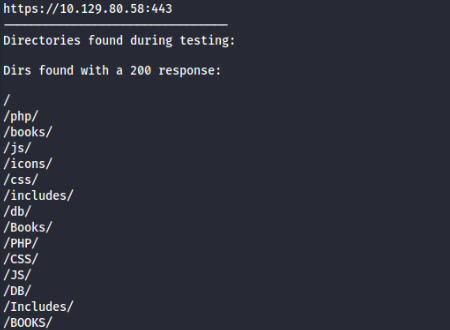 https://10.129.80.58:443
--------------------------------
Directories found during testing:
Dirs found with a 200 response:
/
/php/
/books/
/js/
/icons/
/css/
/includes/
/db/
/Books/
/PHP/
/CSS/
/JS/
/DB/
/Includes/
/BOOKS/